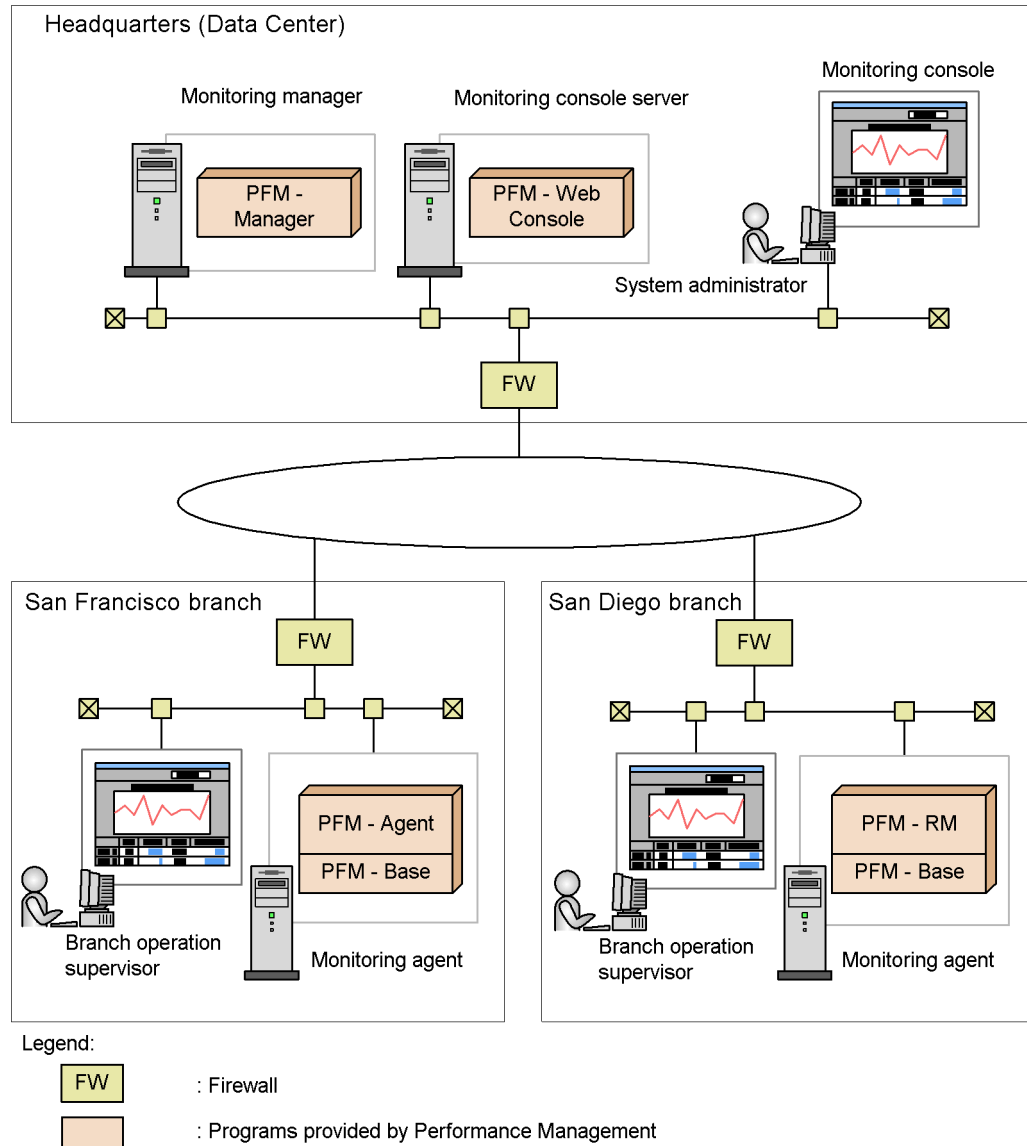 Headquarters (Data Center)
Monitoring console
Monitoring manager
Monitoring console server
PFM -
Manager
PFM - Web
Console
System administrator
FW
San Francisco branch
San Diego branch
FW
FW
PFM - Agent
PFM - Base
PFM - RM
PFM - Base
Branch operation
supervisor
Monitoring agent
Branch operation
supervisor
Monitoring agent
Legend:
FW
: Firewall
: Programs provided by Performance Management